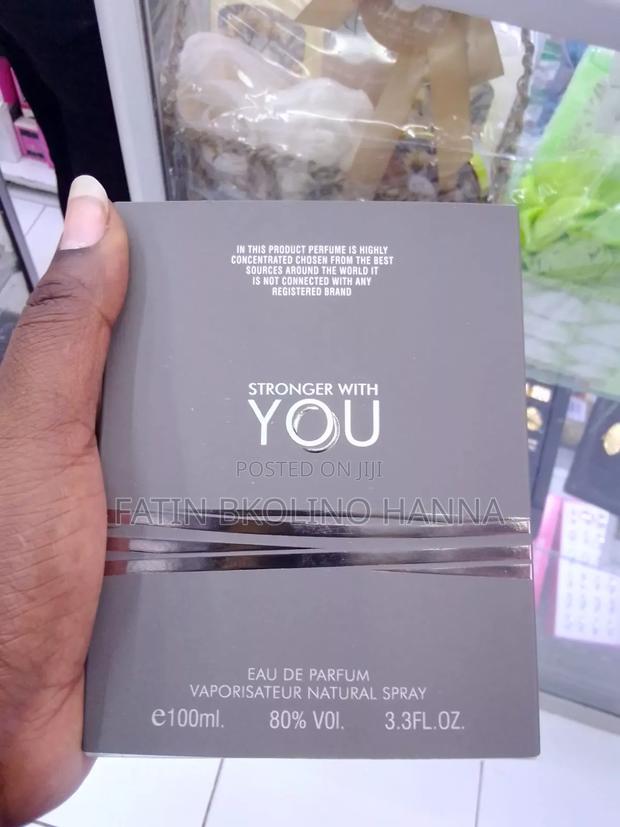 IN THIS PRODUCT PERFUME IS HIGHLY
CONCENTRATED CHOSEN FROM THE BEST
SOURCES AROUND THE WORLD IT
IS NOT CONNECTED WITH ANY
REGISTERED BRAND
STRONGER WITH
YOU
POSTED ON JIJI
FATIN BKOLINO HANNA
EAU DE PARFUM
VAPORISATEUR NATURAL SPRAY
e100ml. 80% V0l. 3.3FL.OZ.